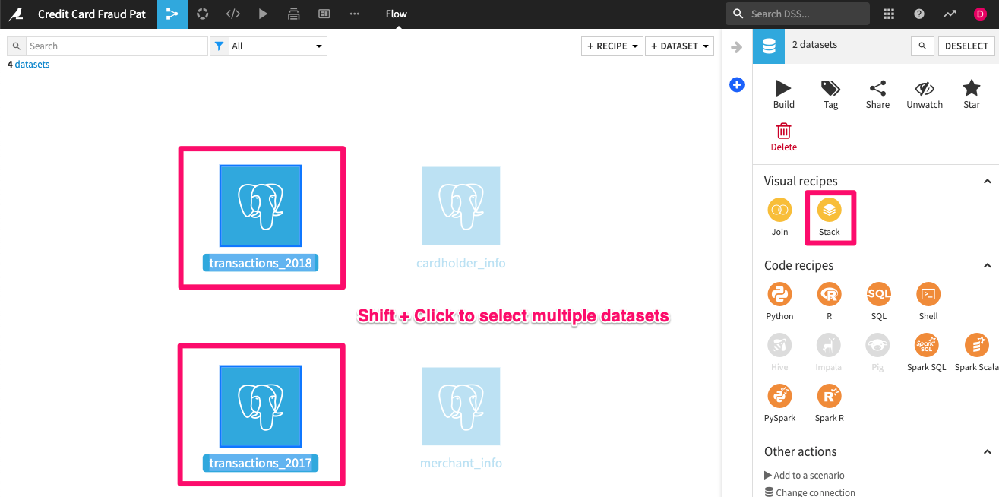 Credit Card Fraud Pat
Flow
Search DSS...
D
Search
All
+ RECIPE
+ DATASET
4 datasets
2 datasets
DESELECT
Build
Tag
Share
Unwatch
Star
Delete
Visual recipes
Join
Stack
transactions_2018
cardholder_info
Code recipes
Python
R
SQL
SQL
Shell
Shift + Click to select multiple datasets
Hive
Impala
Pig
Spark
SQL
Spark SQL
Spark Scala
R
PySpark
Spark R
transactions_2017
merchant_info
Other actions
Add to a scenario
Change connection